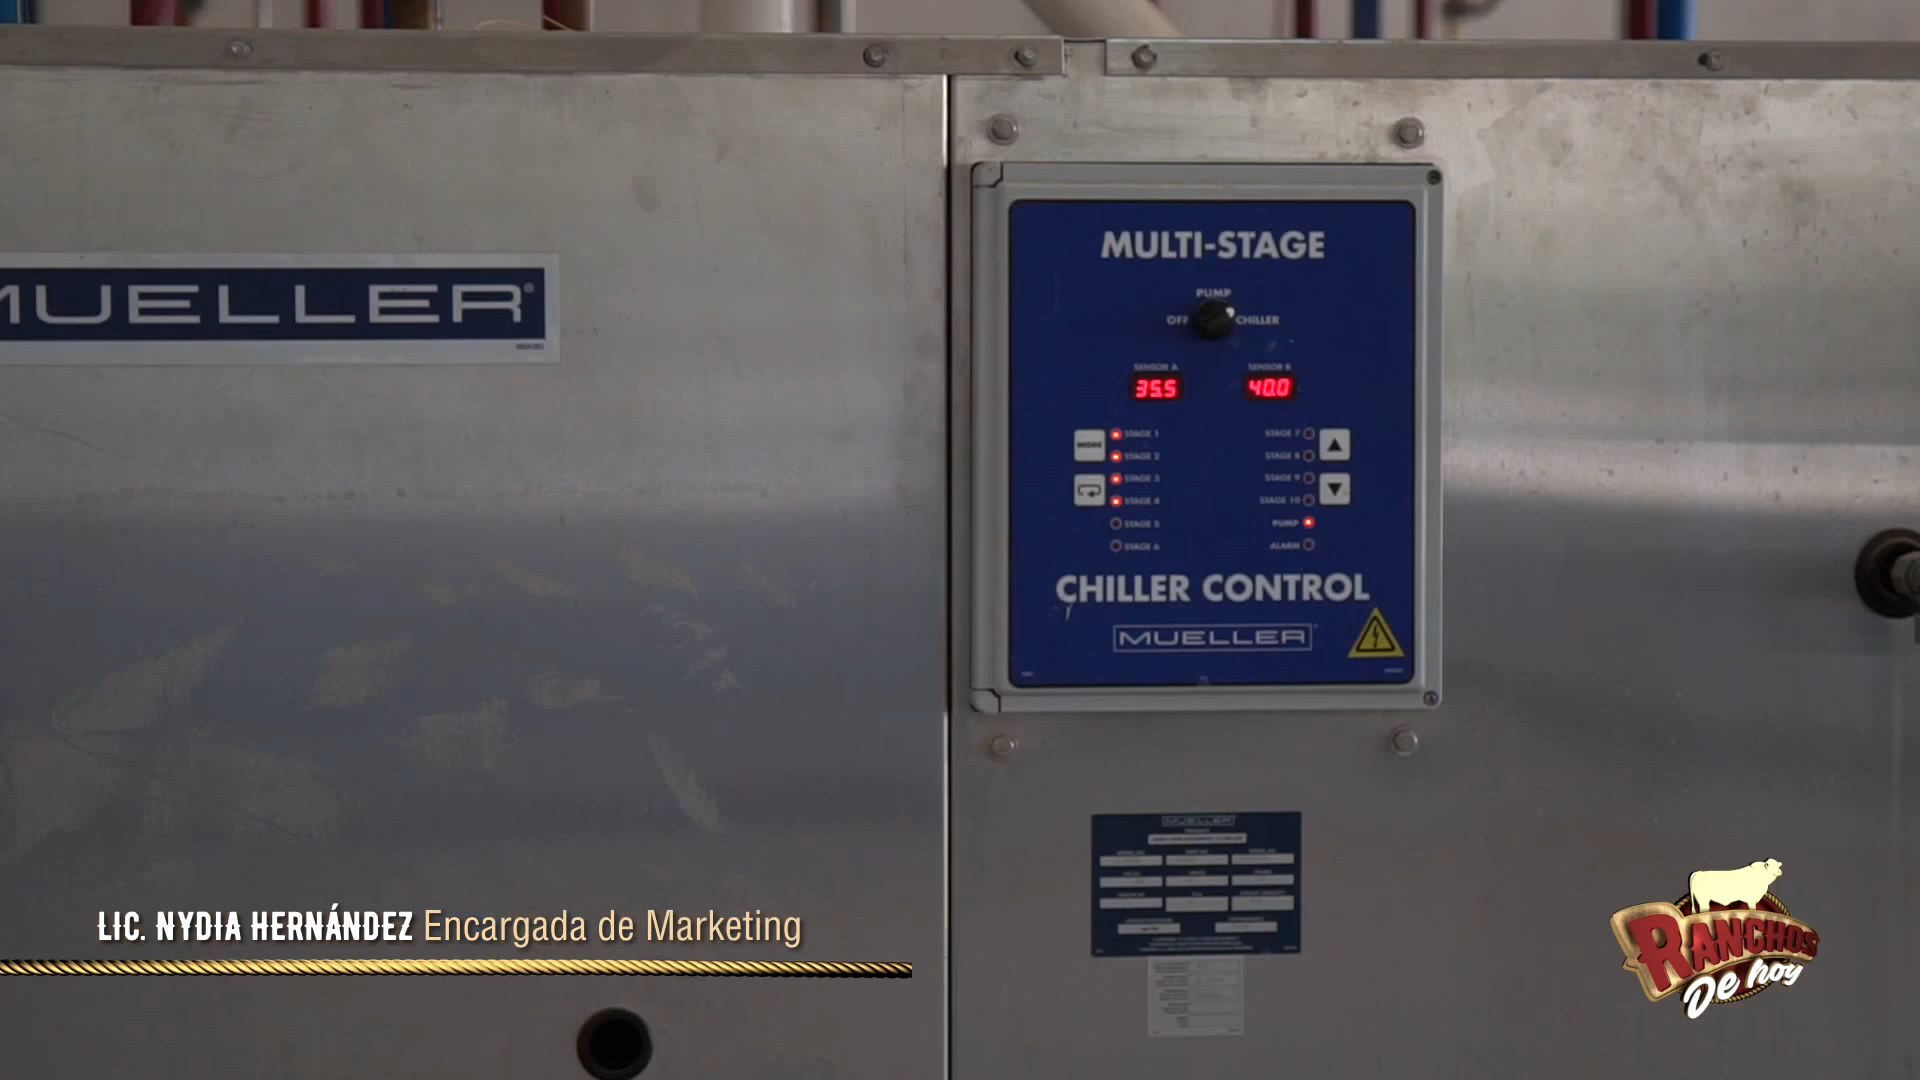 MUELLER®
MULTI-STAGE
PUMP
OFF CHILLER
SENSOR A SENSOR B
35.5 40.0
MODE STAGE 1 STAGE 7
STAGE 2 STAGE 8
STAGE 3 STAGE 9
STAGE 4 STAGE 10
STAGE 5 PUMP
STAGE 6 ALARM
CHILLER CONTROL
MUELLER
MUELLER
LIC. NYDIA HERNÁNDEZ Encargada de Marketing
RANCHOS
De hoy